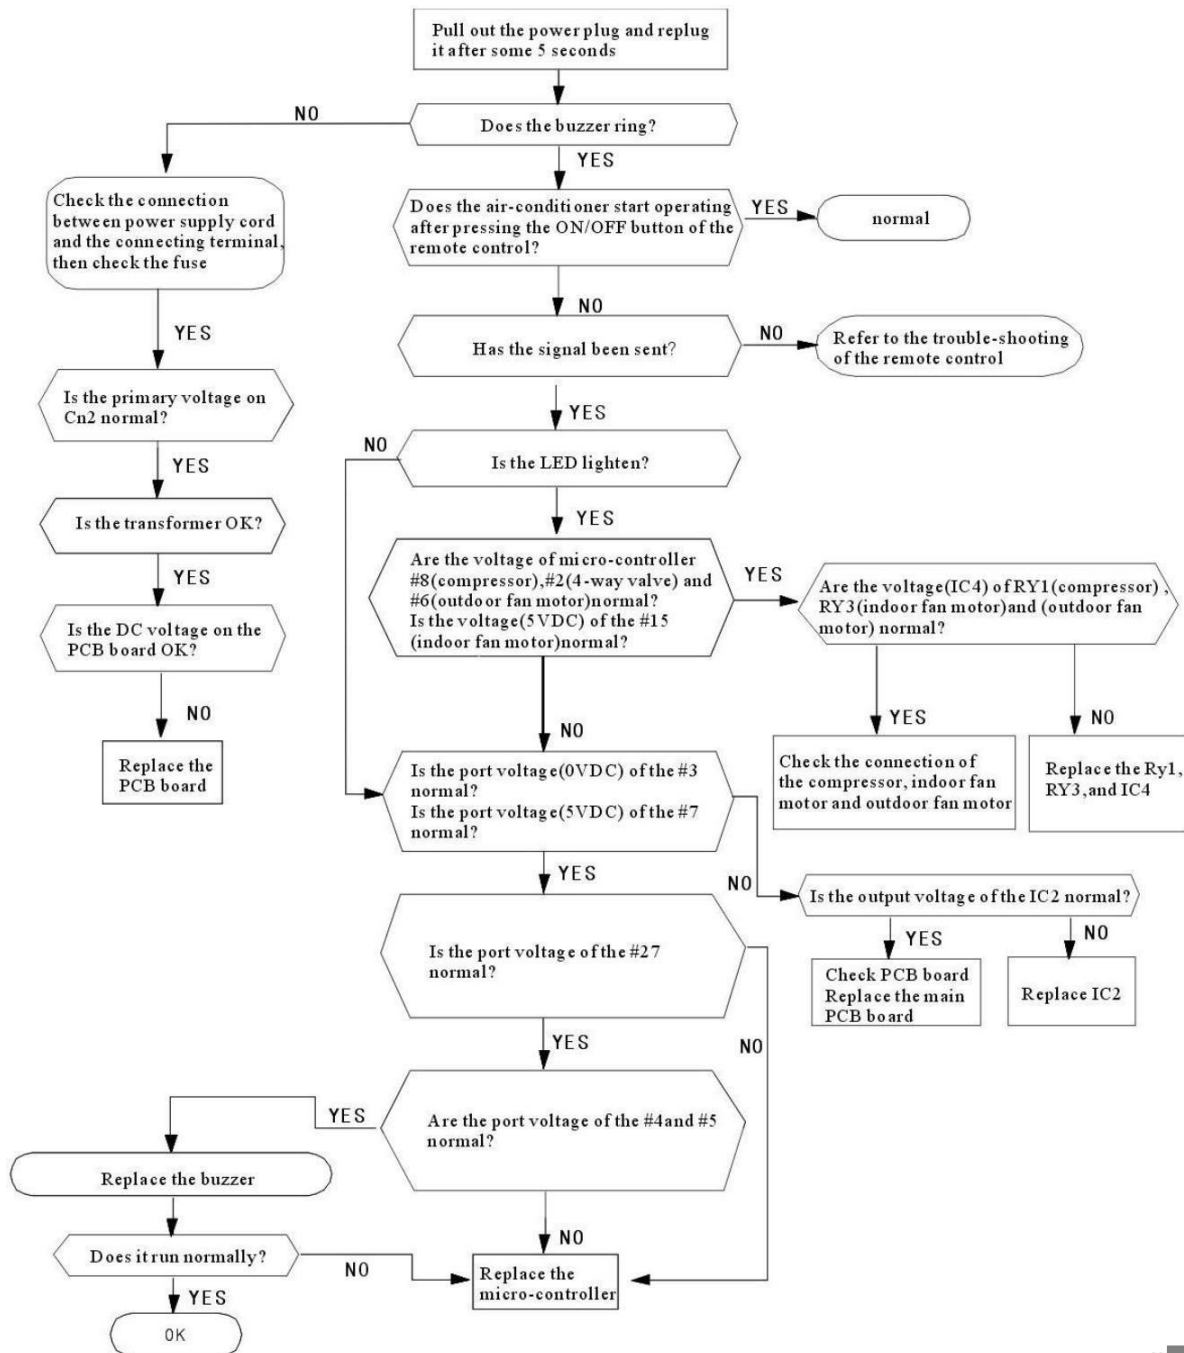 Pull out the power plug and replug
it after some 5 seconds
NO
Does the buzzer ring?
YES
Check the connection
between power supply cord
and the connecting terminal,
then check the fuse
Does the air-conditioner start operating
after pressing the ON/OFF button of the
remote control?
YES
normal
NO
YES
Has the signal been sent?
NO
Refer to the trouble-shooting
of the remote control
Is the primary voltage on
Cn2 normal?
YES
NO
Is the LED lighten?
YES
Is the transformer OK?
YES
Are the voltage of micro-controller
#8(compressor),#2(4-way valve) and
#6(outdoor fan motor)normal?
Is the voltage(5VDC) of the #15
(indoor fan motor)normal?
YES
Are the voltage(IC4) of RY1(compressor) ,
RY3(indoor fan motor)and (outdoor fan
motor) normal?
YES
Is the DC voltage on the
PCB board OK?
NO
NO
YES
NO
Replace the
PCB board
Is the port voltage(0VDC) of the #3
normal?
Is the port voltage(5VDC) of the #7
normal?
Check the connection of
the compressor, indoor fan
motor and outdoor fan motor
Replace the Ry1,
RY3,and IC4
YES
NO
Is the output voltage of the IC2 normal?
YES
NO
Is the port voltage of the #27
normal?
Check PCB board
Replace the main
PCB board
Replace IC2
YES
NO
YES
Are the port voltage of the #4and #5
normal?
Replace the buzzer
NO
Does it run normally?
NO
Replace the
micro-controller
YES
OK